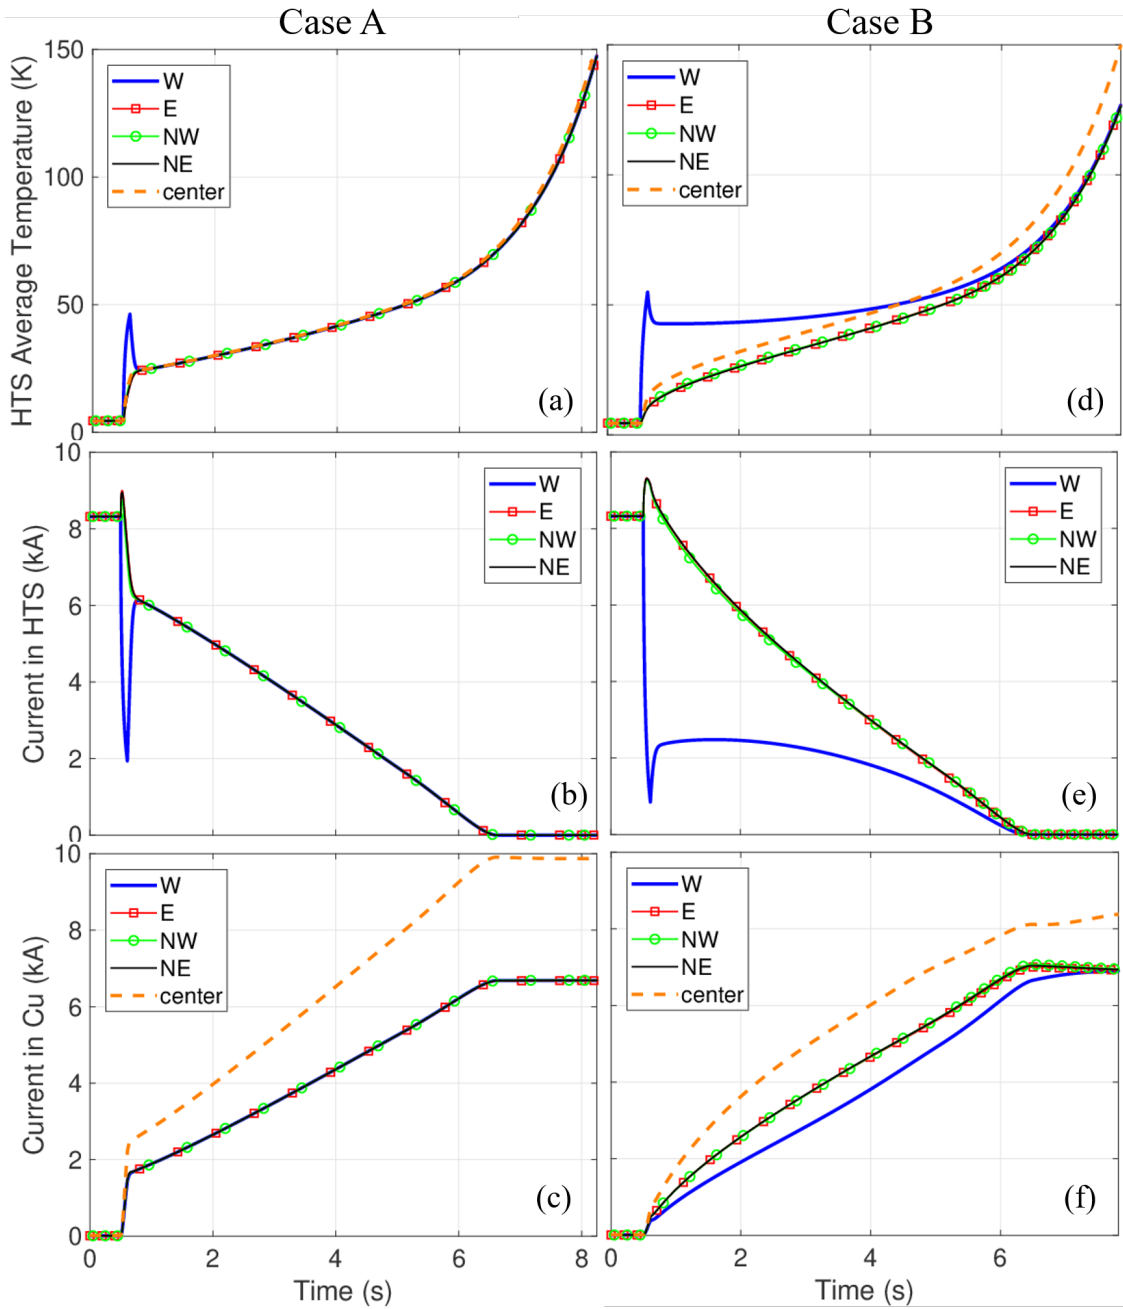 Case A
Case B
HTS Average Temperature (K)
150
100
50
0
W
E
NW
NE
center
(a)
W
E
NW
NE
center
(d)
Current in HTS (kA)
10
8
6
4
2
0
W
E
NW
NE
(b)
W
E
NW
NE
(e)
Current in Cu (kA)
10
8
6
4
2
0
W
E
NW
NE
center
(c)
W
E
NW
NE
center
(f)
0 2 4 6 8
Time (s)
0 2 4 6
Time (s)